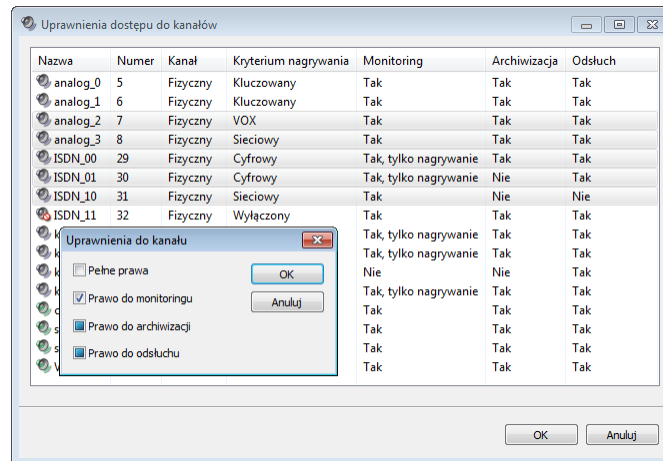 Uprawnienia dostępu do kanałów
Nazwa Numer Kanał Kryterium nagrywania Monitoring Archiwizacja Odsłuch
analog_0 5 Fizyczny Kluczowany Tak Tak Tak
analog_1 6 Fizyczny Kluczowany Tak Tak Tak
analog_2 7 Fizyczny VOX Tak Tak Tak
analog_3 8 Fizyczny Sieciowy Tak Tak Tak
ISDN_00 29 Fizyczny Cyfrowy Tak, tylko nagrywanie Tak Tak
ISDN_01 30 Fizyczny Cyfrowy Tak, tylko nagrywanie Nie Tak
ISDN_10 31 Fizyczny Sieciowy Tak Nie Nie
ISDN_11 32 Fizyczny Wyłączony Tak Tak Tak
Tak, tylko nagrywanie Tak Tak
Tak, tylko nagrywanie Tak Tak
Nie Nie Tak
Tak, tylko nagrywanie Tak Tak
Tak Tak Tak
Tak Tak Tak
Tak Tak Tak
Tak Tak Tak
Uprawnienia do kanału
Pełne prawa
OK
Prawo do monitoringu
Anuluj
Prawo do archiwizacji
Prawo do odsłuchu
OK Anuluj